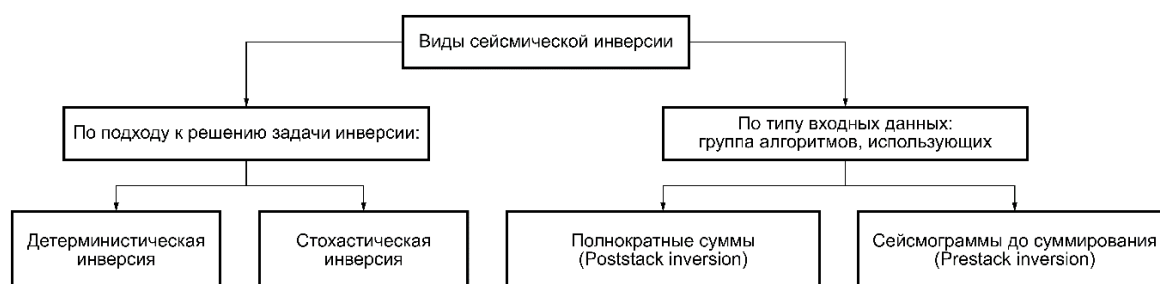 Виды сейсмической инверсии
По подходу к решению задачи инверсии:
По типу входных данных:
группа алгоритмов, использующих
Детерминистическая
инверсия
Стохастическая
инверсия
Полнократные суммы
(Poststack inversion)
Сейсмограммы до суммирования
(Prestack inversion)